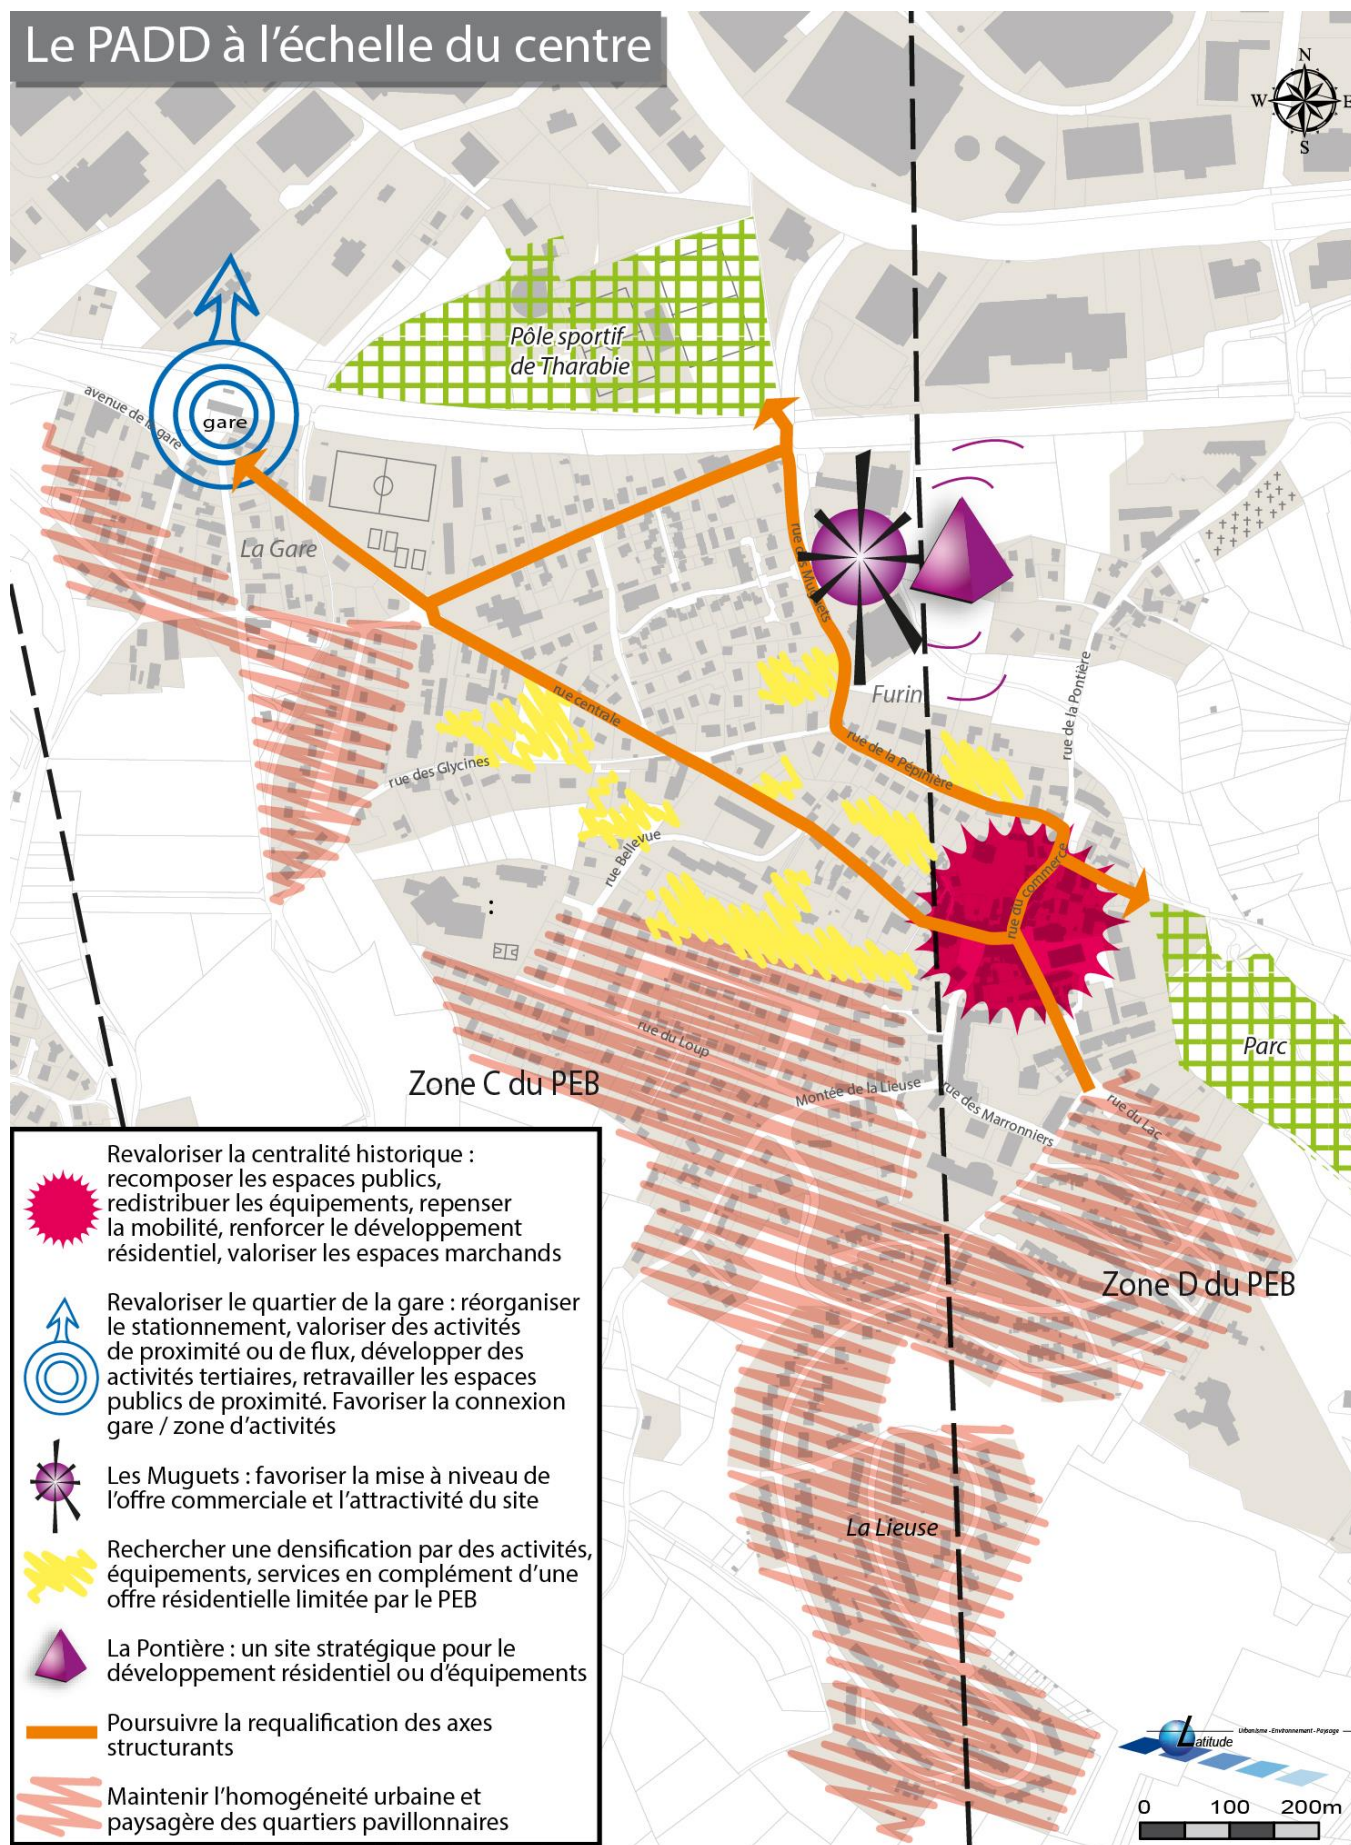 Le PADD à l'échelle du centre
N
W
E
S
Pôle sportif
de Tharabie
avenue de la gare
gare
La Gare
rue des Muguets
Furin
rue de la Pontière
rue centrale
rue de la Pépinière
rue des Glycines
rue Bellevue
rue du commerce
rue du Loup
Parc
Zone C du PEB
Montée de la Lieuse
rue des Marronniers
rue du Lac
Zone D du PEB
La Lieuse
Revaloriser la centralité historique :
recomposer les espaces publics,
redistribuer les équipements, repenser
la mobilité, renforcer le développement
résidentiel, valoriser les espaces marchands
Revaloriser le quartier de la gare : réorganiser
le stationnement, valoriser des activités
de proximité ou de flux, développer des
activités tertiaires, retravailler les espaces
publics de proximité. Favoriser la connexion
gare / zone d'activités
Les Muguets : favoriser la mise à niveau de
l'offre commerciale et l'attractivité du site
Rechercher une densification par des activités,
équipements, services en complément d'une
offre résidentielle limitée par le PEB
La Pontière : un site stratégique pour le
développement résidentiel ou d'équipements
Poursuivre la requalification des axes
structurants
Maintenir l'homogénéité urbaine et
paysagère des quartiers pavillonnaires
Latitude
Urbanisme - Environnement - Paysage
0 100 200m